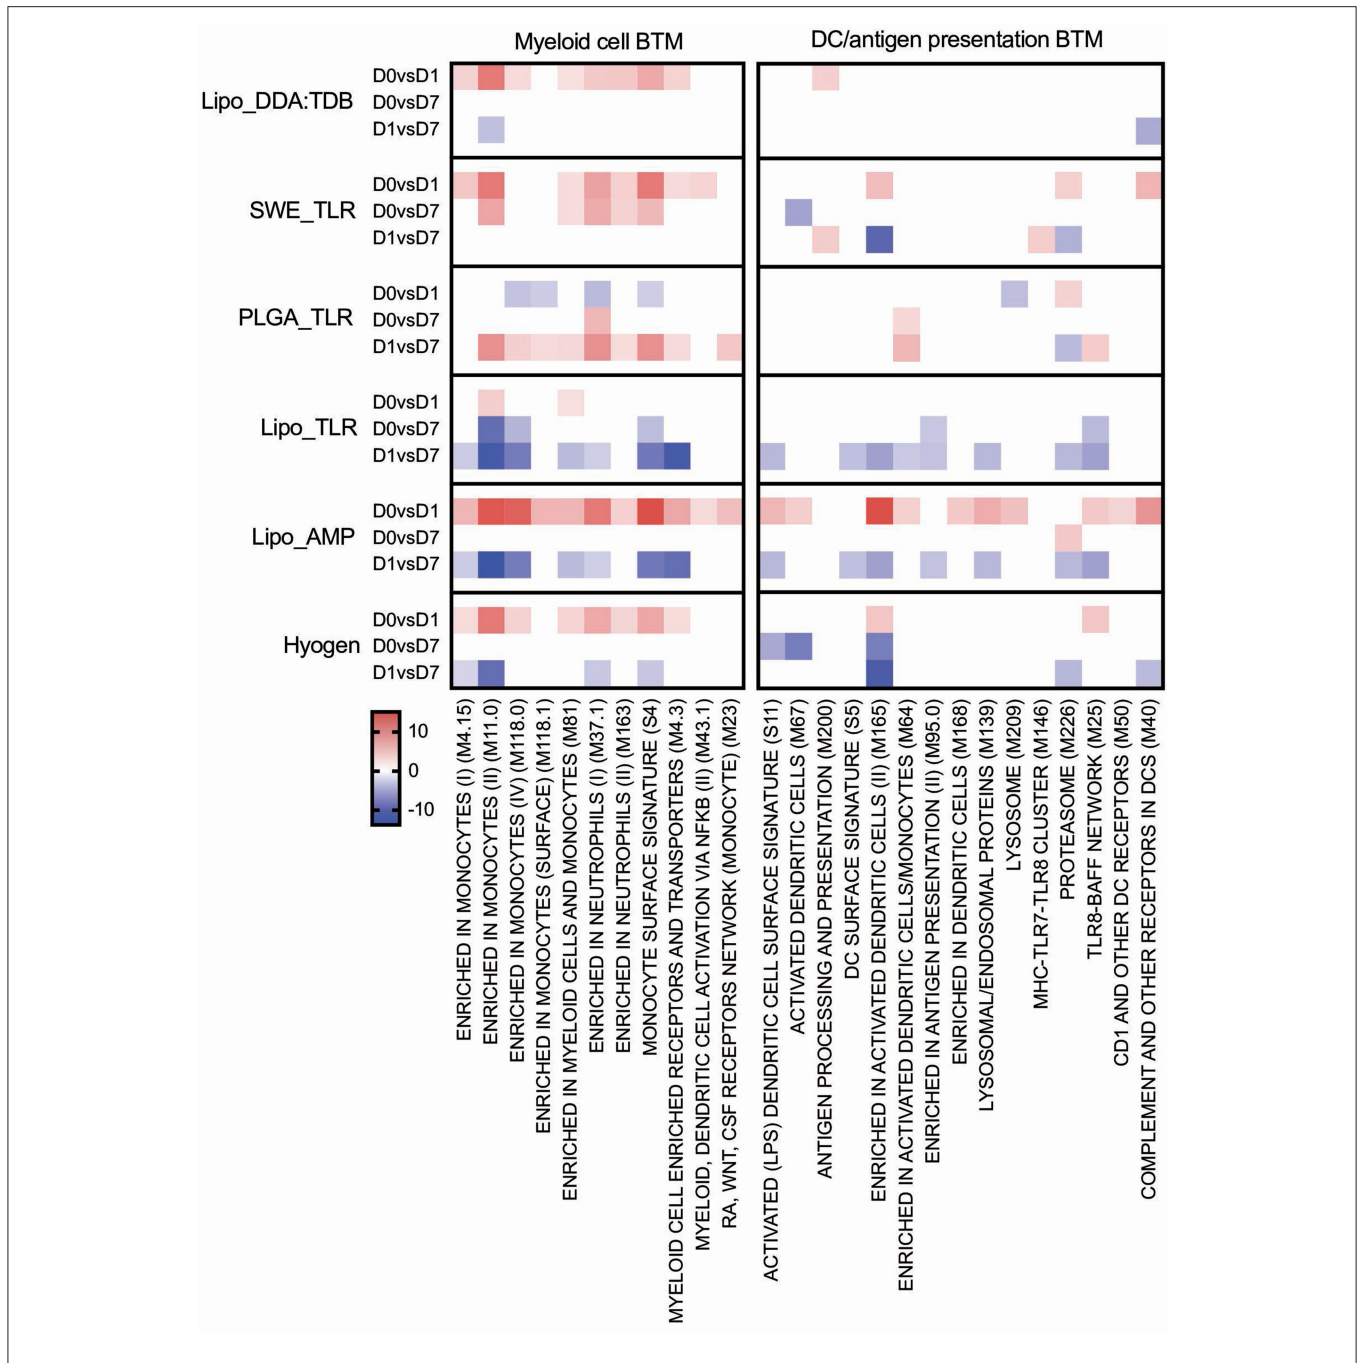 Myeloid cell BTM
DC/antigen presentation BTM
Lipo_DDA:TDB
D0vsD1
D0vsD7
D1vsD7
SWE_TLR
D0vsD1
D0vsD7
D1vsD7
PLGA_TLR
D0vsD1
D0vsD7
D1vsD7
Lipo_TLR
D0vsD1
D0vsD7
D1vsD7
Lipo_AMP
D0vsD1
D0vsD7
D1vsD7
Hyogen
D0vsD1
D0vsD7
D1vsD7
10
0
-10
ENRICHED IN MONOCYTES (I) (M4.15)
ENRICHED IN MONOCYTES (II) (M11.0)
ENRICHED IN MONOCYTES (IV) (M118.0)
ENRICHED IN MONOCYTES (SURFACE) (M118.1)
ENRICHED IN MYELOID CELLS AND MONOCYTES (M81)
ENRICHED IN NEUTROPHILS (I) (M37.1)
ENRICHED IN NEUTROPHILS (II) (M163)
MONOCYTE SURFACE SIGNATURE (S4)
MYELOID CELL ENRICHED RECEPTORS AND TRANSPORTERS (M4.3)
MYELOID, DENDRITIC CELL ACTIVATION VIA NFKB (II) (M43.1)
RA, WNT, CSF RECEPTORS NETWORK (MONOCYTE) (M23)
ACTIVATED (LPS) DENDRITIC CELL SURFACE SIGNATURE (S11)
ACTIVATED DENDRITIC CELLS (M67)
ANTIGEN PROCESSING AND PRESENTATION (M200)
DC SURFACE SIGNATURE (S5)
ENRICHED IN ACTIVATED DENDRITIC CELLS (II) (M165)
ENRICHED IN ACTIVATED DENDRITIC CELLS/MONOCYTES (M64)
ENRICHED IN ANTIGEN PRESENTATION (II) (M95.0)
ENRICHED IN DENDRITIC CELLS (M168)
LYSOSOMAL/ENDOSOMAL PROTEINS (M139)
LYSOSOME (M209)
MHC-TLR7-TLR8 CLUSTER (M146)
PROTEASOME (M226)
TLR8-BAFF NETWORK (M25)
CD1 AND OTHER DC RECEPTORS (M50)
COMPLEMENT AND OTHER RECEPTORS IN DCS (M40)